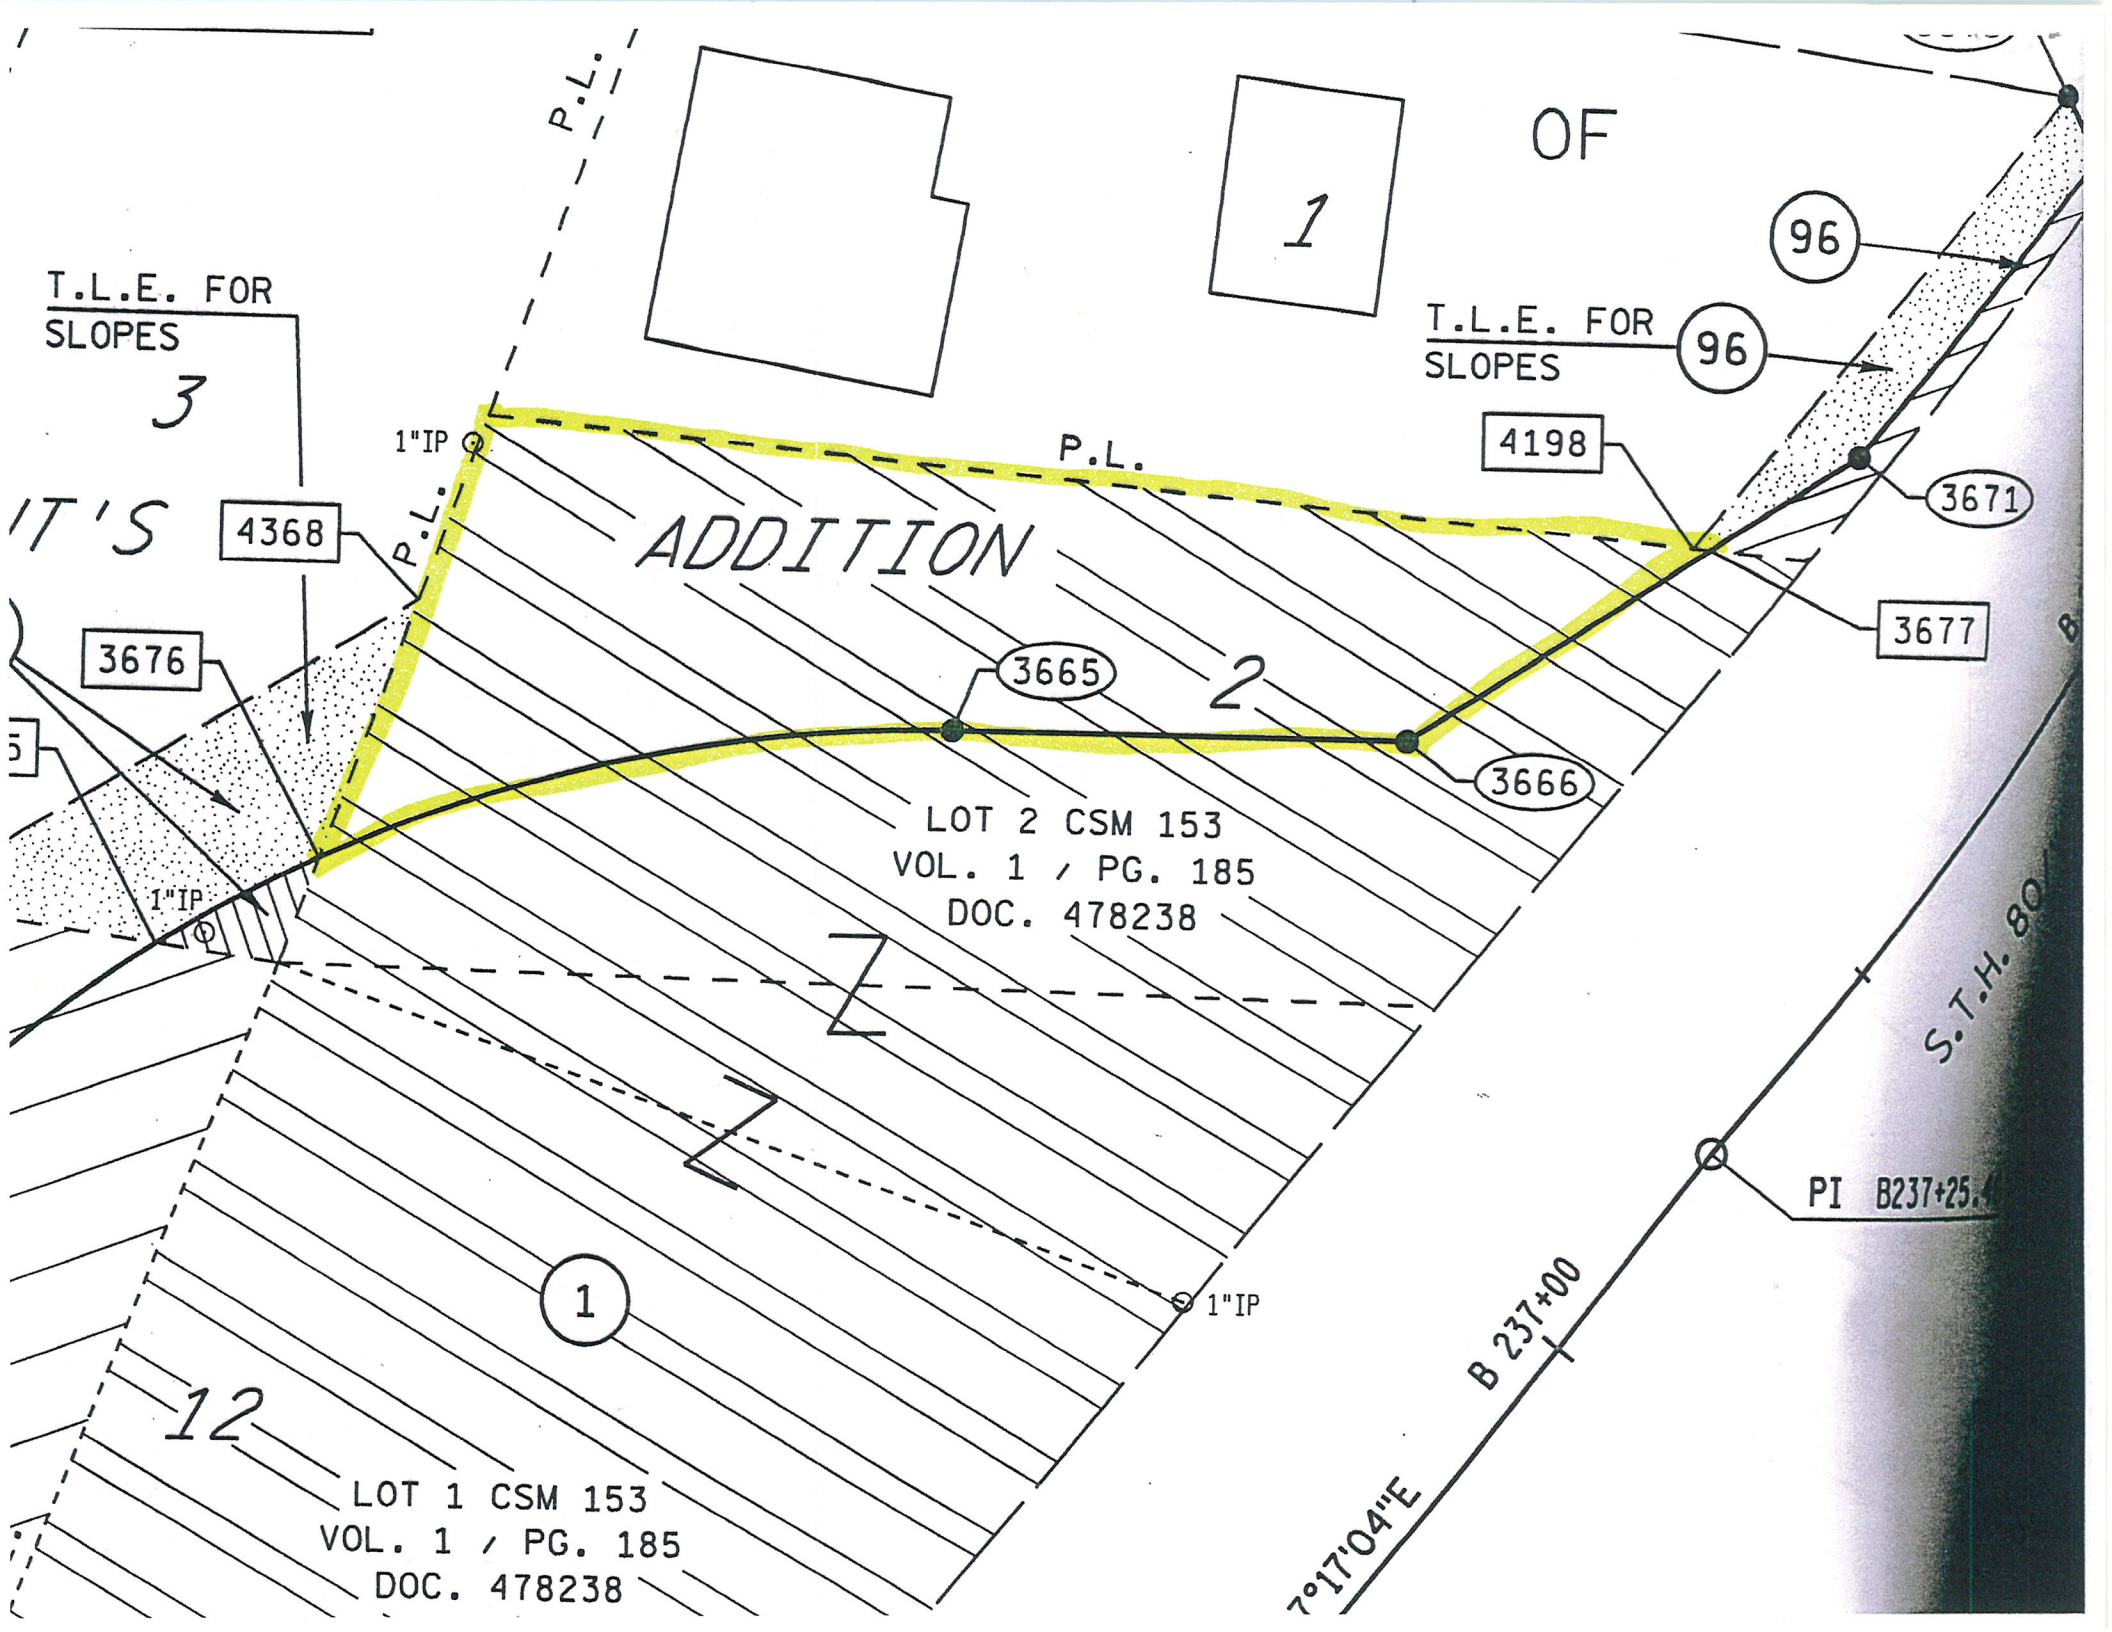 P.L.
OF
1
96
T.L.E. FOR
SLOPES
3
T.L.E. FOR
SLOPES
96
1"IP
P.L.
4198
3671
IT'S
4368
P.L.
ADDITION
3677
3676
3665
2
B
5
3666
LOT 2 CSM 153
VOL. 1 / PG. 185
DOC. 478238
1"IP
S.T.H. 80
PI B237+25.4
1
1"IP
B 237+00
12
LOT 1 CSM 153
VOL. 1 / PG. 185
DOC. 478238
7°17'04"E